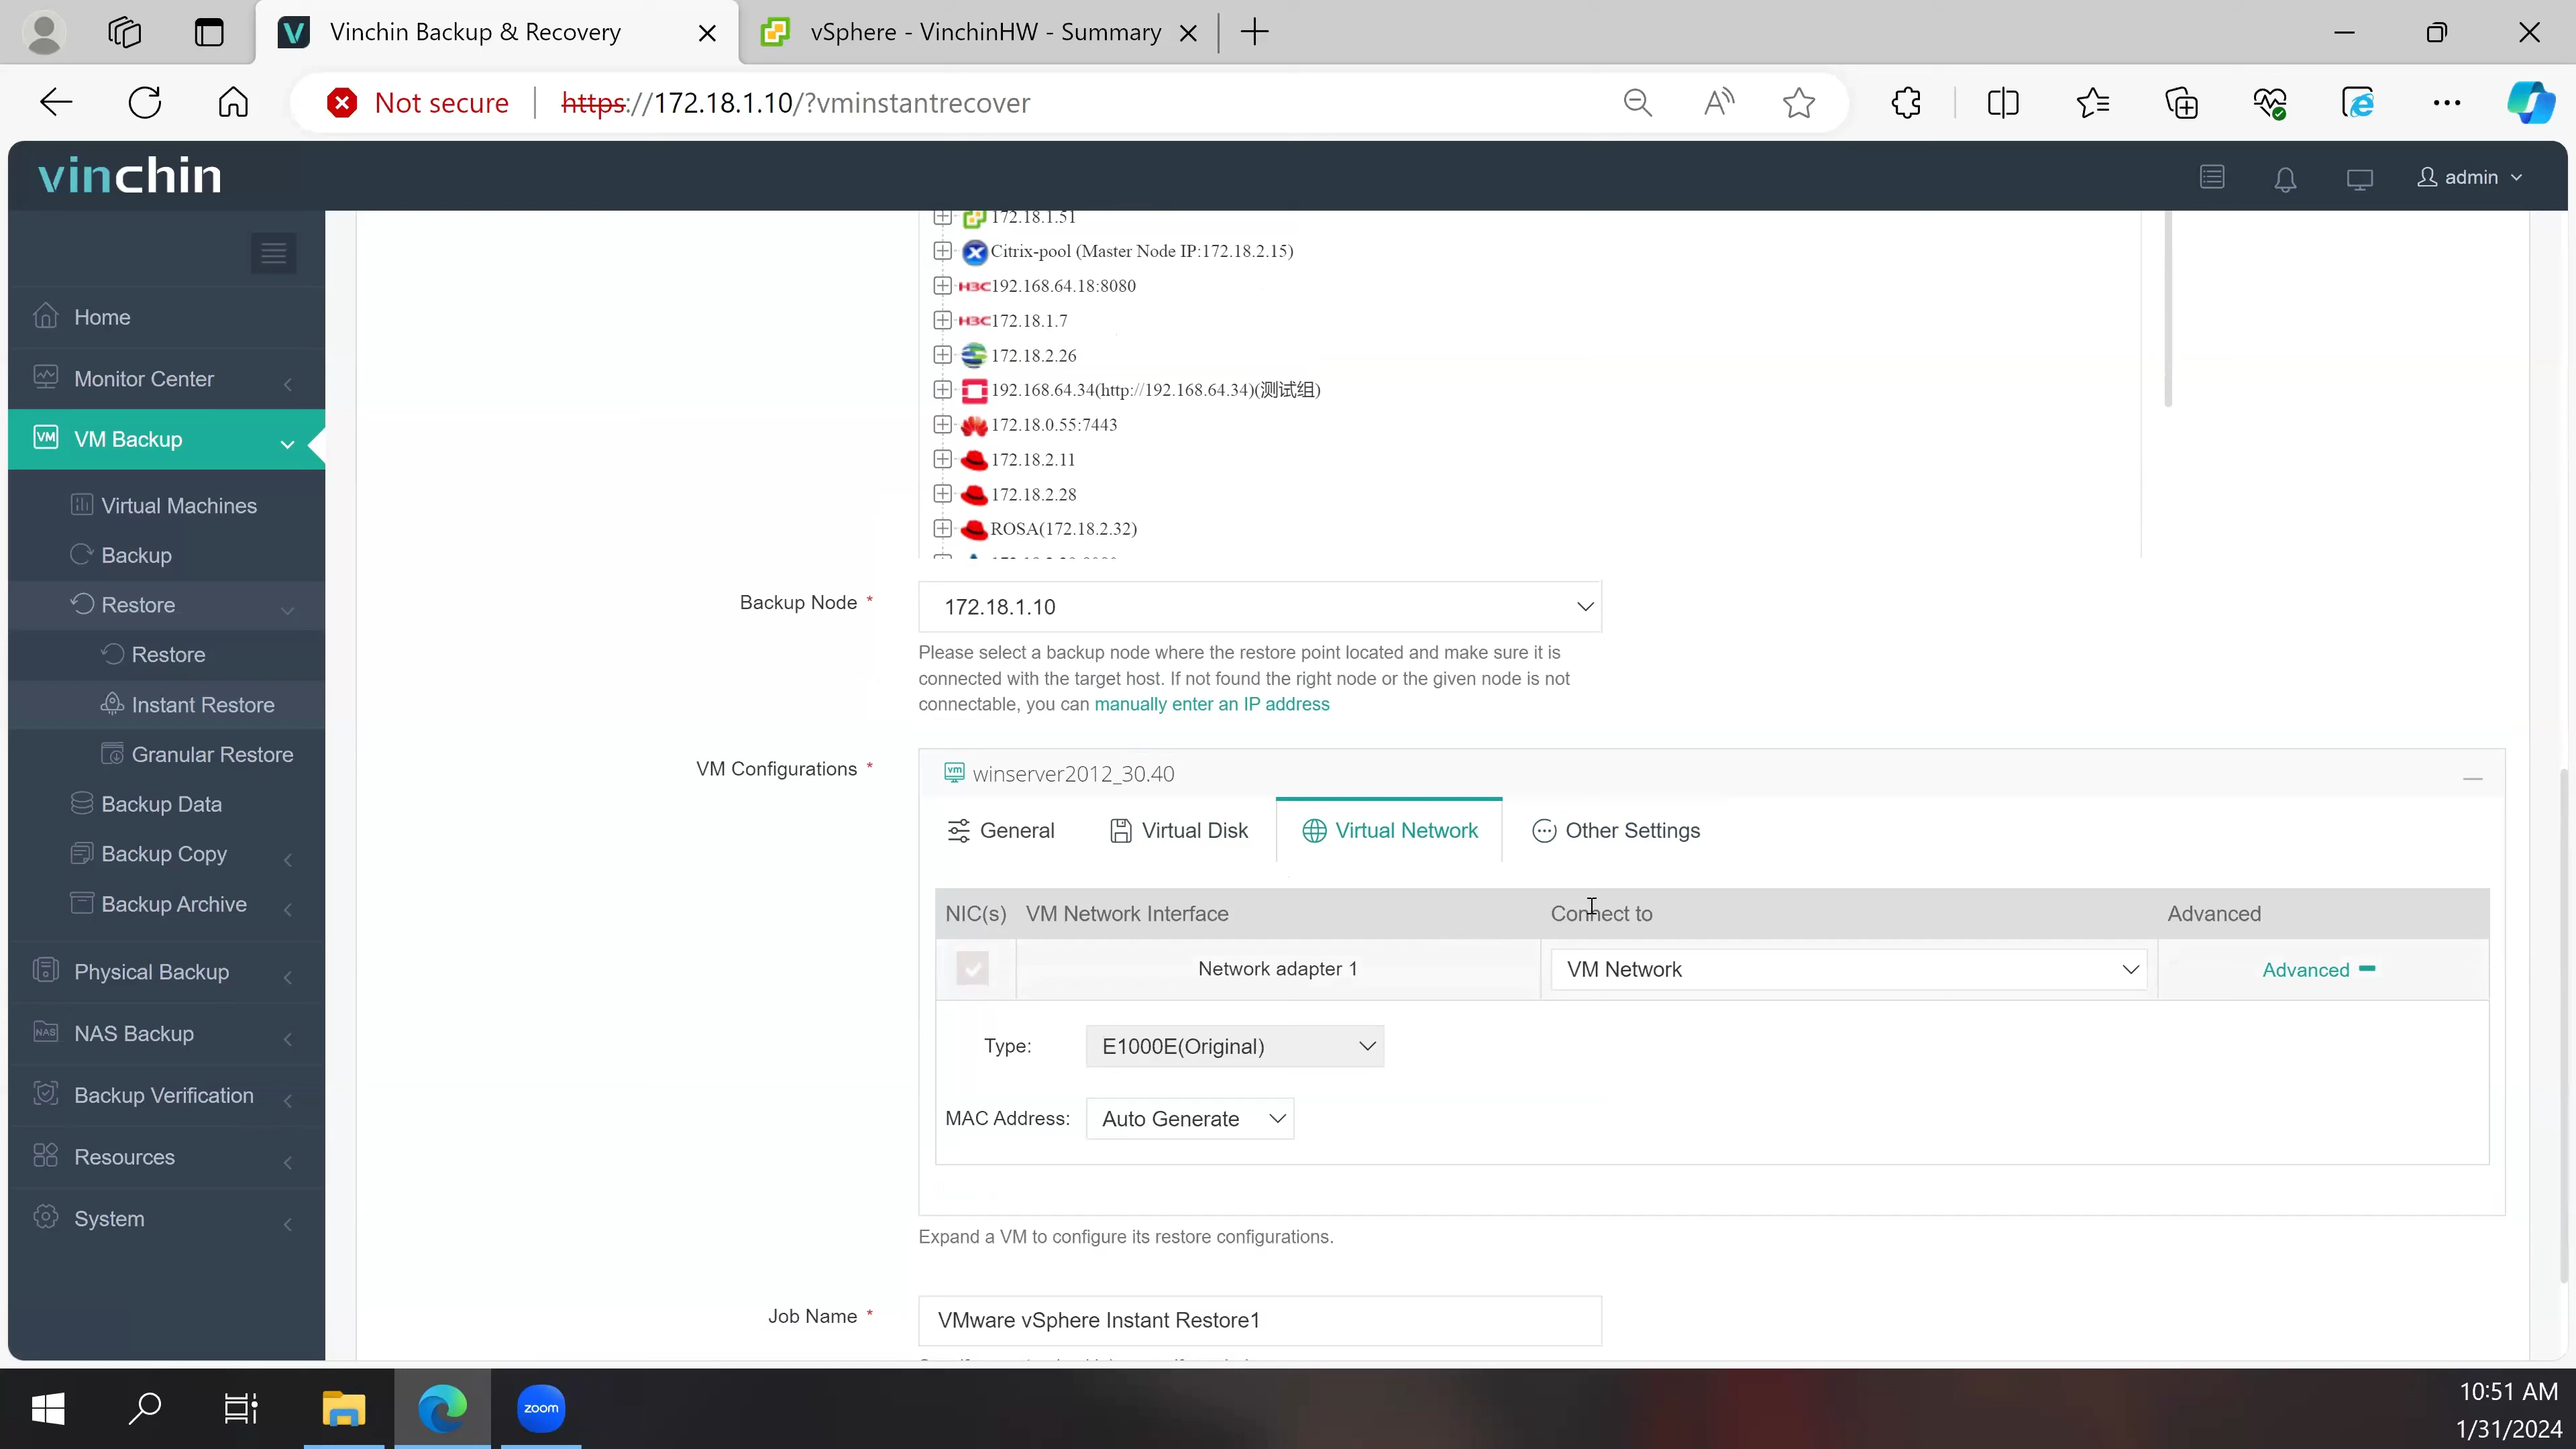 Vinchin Backup & Recovery
vSphere - VinchinHW - Summary
Not secure
https://172.18.1.10/?vminstantrecover
vinchin
admin
Home
Monitor Center
VM Backup
Virtual Machines
Backup
Restore
Restore
Instant Restore
Granular Restore
Backup Data
Backup Copy
Backup Archive
Physical Backup
NAS Backup
Backup Verification
Resources
System
172.18.1.51
Citrix-pool (Master Node IP:172.18.2.15)
H3C 192.168.64.18:8080
H3C 172.18.1.7
172.18.2.26
192.168.64.34(http://192.168.64.34)(测试组)
172.18.0.55:7443
172.18.2.11
172.18.2.28
ROSA(172.18.2.32)
Backup Node *
172.18.1.10
Please select a backup node where the restore point located and make sure it is
connected with the target host. If not found the right node or the given node is not
connectable, you can manually enter an IP address
VM Configurations *
winserver2012_30.40
General
Virtual Disk
Virtual Network
Other Settings
NIC(s) VM Network Interface Connect to Advanced
Network adapter 1 VM Network Advanced
Type: E1000E(Original)
MAC Address: Auto Generate
Expand a VM to configure its restore configurations.
Job Name *
VMware vSphere Instant Restore1
zoom
10:51 AM
1/31/2024